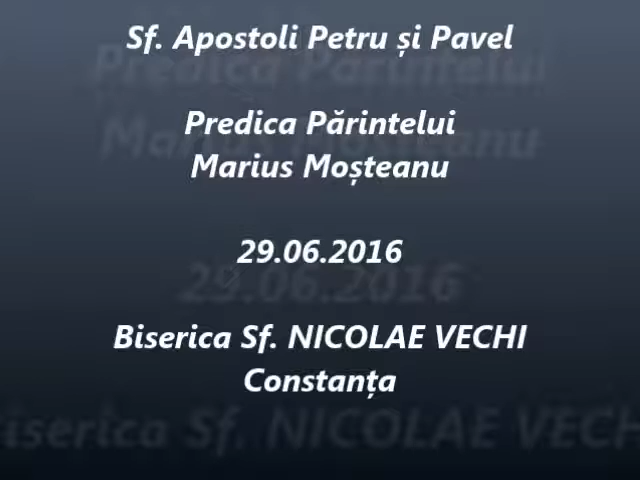 Sf. Apostoli Petru și Pavel
Predica Părintelui
Marius Moșteanu
29.06.2016
Biserica Sf. NICOLAE VECHI
Constanța